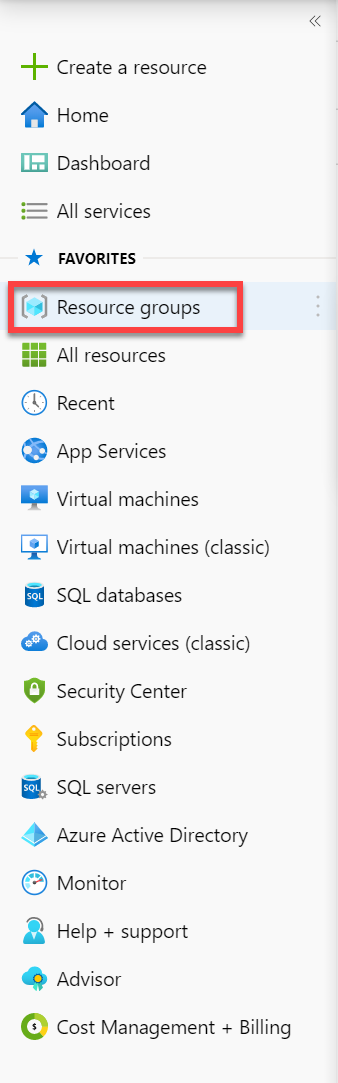 Create a resource
Home
Dashboard
All services
FAVORITES
Resource groups
All resources
Recent
App Services
Virtual machines
Virtual machines (classic)
SQL
SQL databases
Cloud services (classic)
Security Center
Subscriptions
SQL
SQL servers
Azure Active Directory
Monitor
Help + support
Advisor
$
Cost Management + Billing